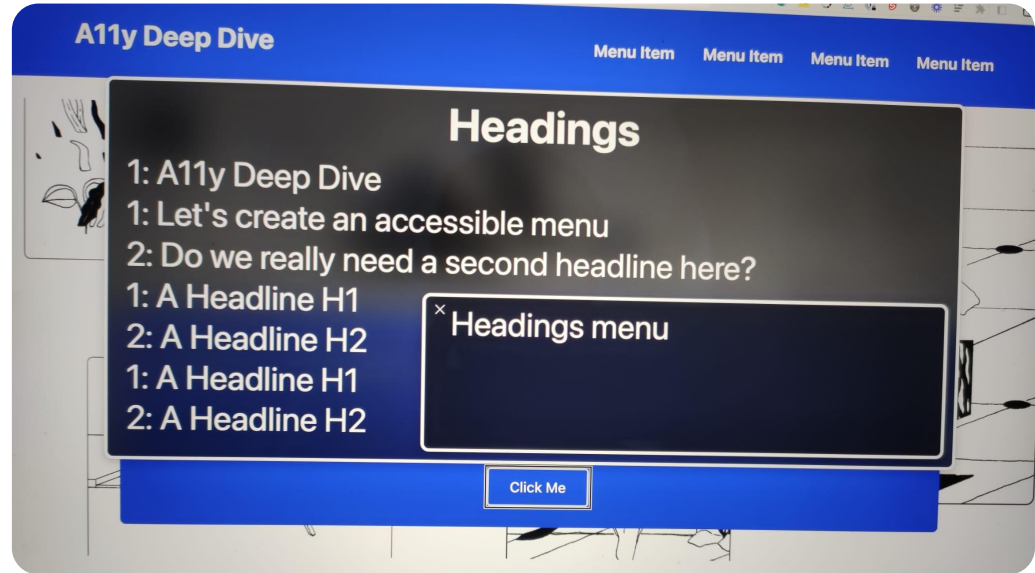 A11y Deep Dive
Menu Item Menu Item Menu Item Menu Item
Headings
1: A11y Deep Dive
1: Let's create an accessible menu
2: Do we really need a second headline here?
1: A Headline H1
2: A Headline H2
1: A Headline H1
2: A Headline H2
× Headings menu
Click Me